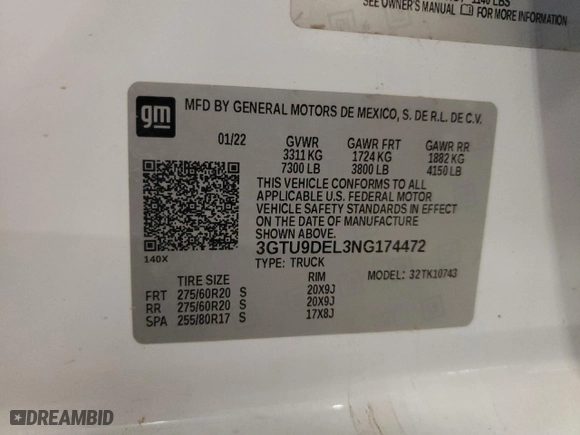 1140 LBS
SEE OWNER'S MANUAL FOR MORE INFORMATION
gm
MFD BY GENERAL MOTORS DE MEXICO, S. DE R.L. DE C.V.
01/22 GVWR GAWR FRT GAWR RR
3311 KG 1724 KG 1882 KG
7300 LB 3800 LB 4150 LB
THIS VEHICLE CONFORMS TO ALL
APPLICABLE U.S. FEDERAL MOTOR
VEHICLE SAFETY STANDARDS IN EFFECT
ON THE DATE OF MANUFACTURE
SHOWN ABOVE.
140X
3GTU9DEL3NG174472
TYPE: TRUCK
TIRE SIZE RIM MODEL: 32TK10743
FRT 275/60R20 S 20X9J
RR 275/60R20 S 20X9J
SPA 255/80R17 S 17X8J
DREAMBID